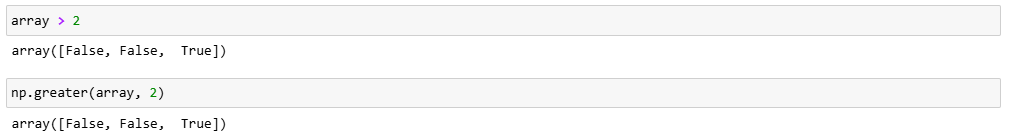 array > 2
array([False, False,  True])
np.greater(array, 2)
array([False, False,  True])